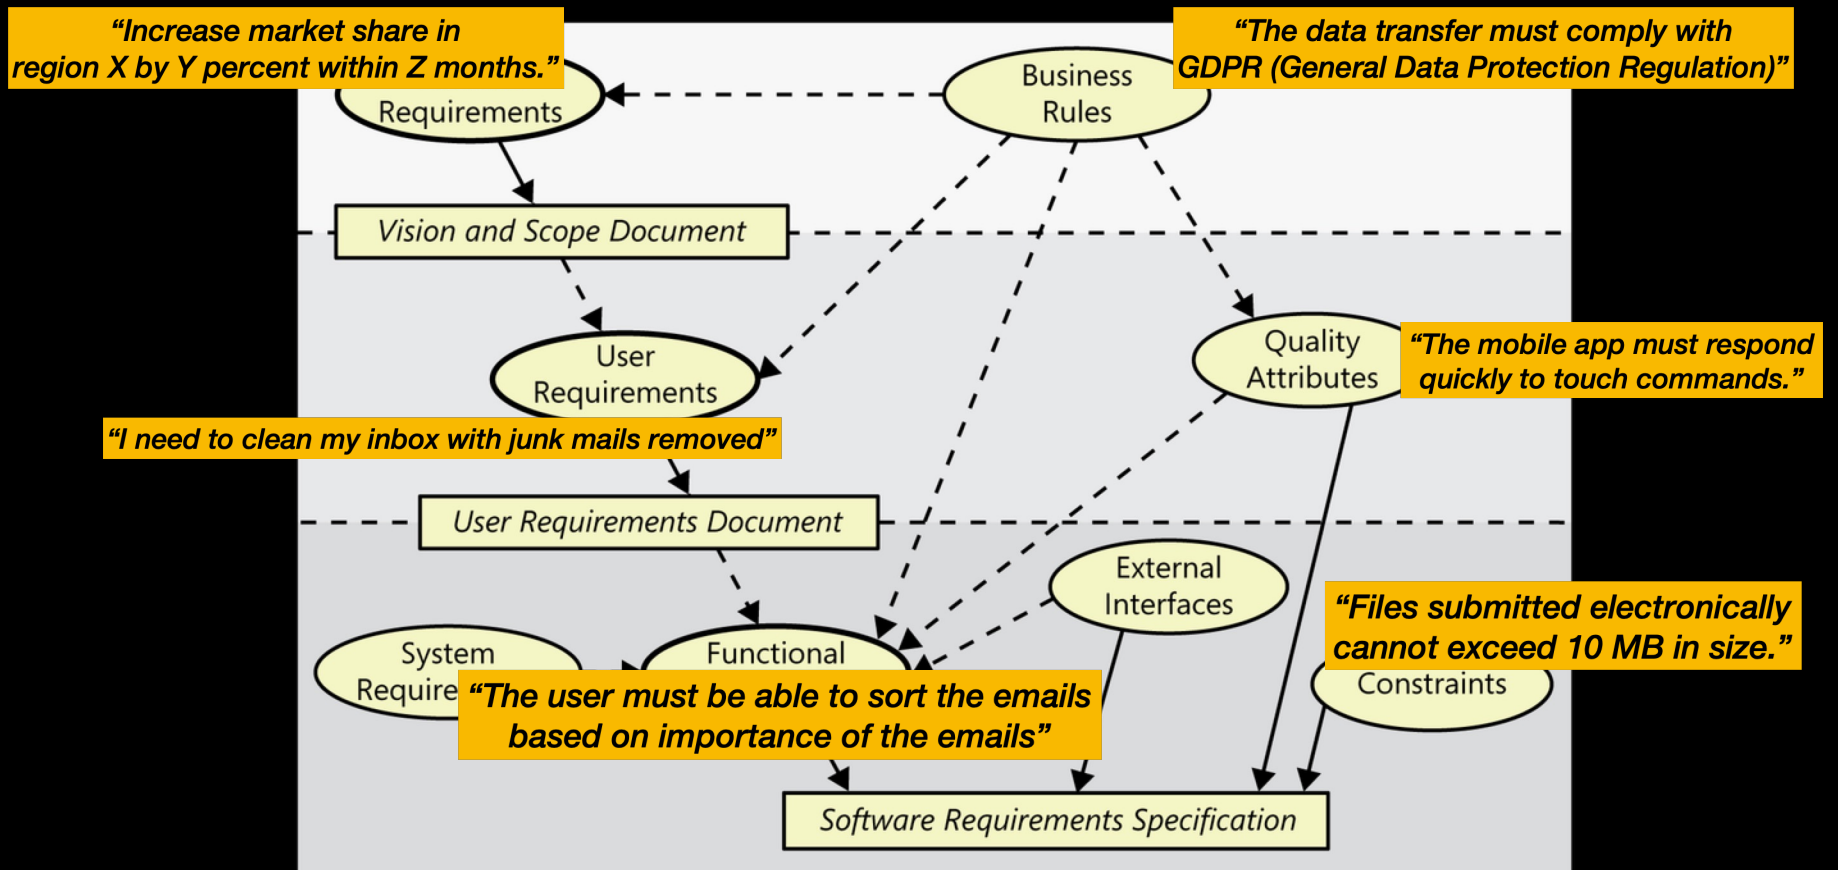 “Increase market share in
region X by Y percent within Z months.”
“The data transfer must comply with
GDPR (General Data Protection Regulation)”
Requirements
Business
Rules
Vision and Scope Document
User
Requirements
Quality
Attributes
“The mobile app must respond
quickly to touch commands.”
“I need to clean my inbox with junk mails removed”
User Requirements Document
External
Interfaces
“Files submitted electronically
cannot exceed 10 MB in size.”
Constraints
System
Require
Functional
“The user must be able to sort the emails
based on importance of the emails”
Software Requirements Specification